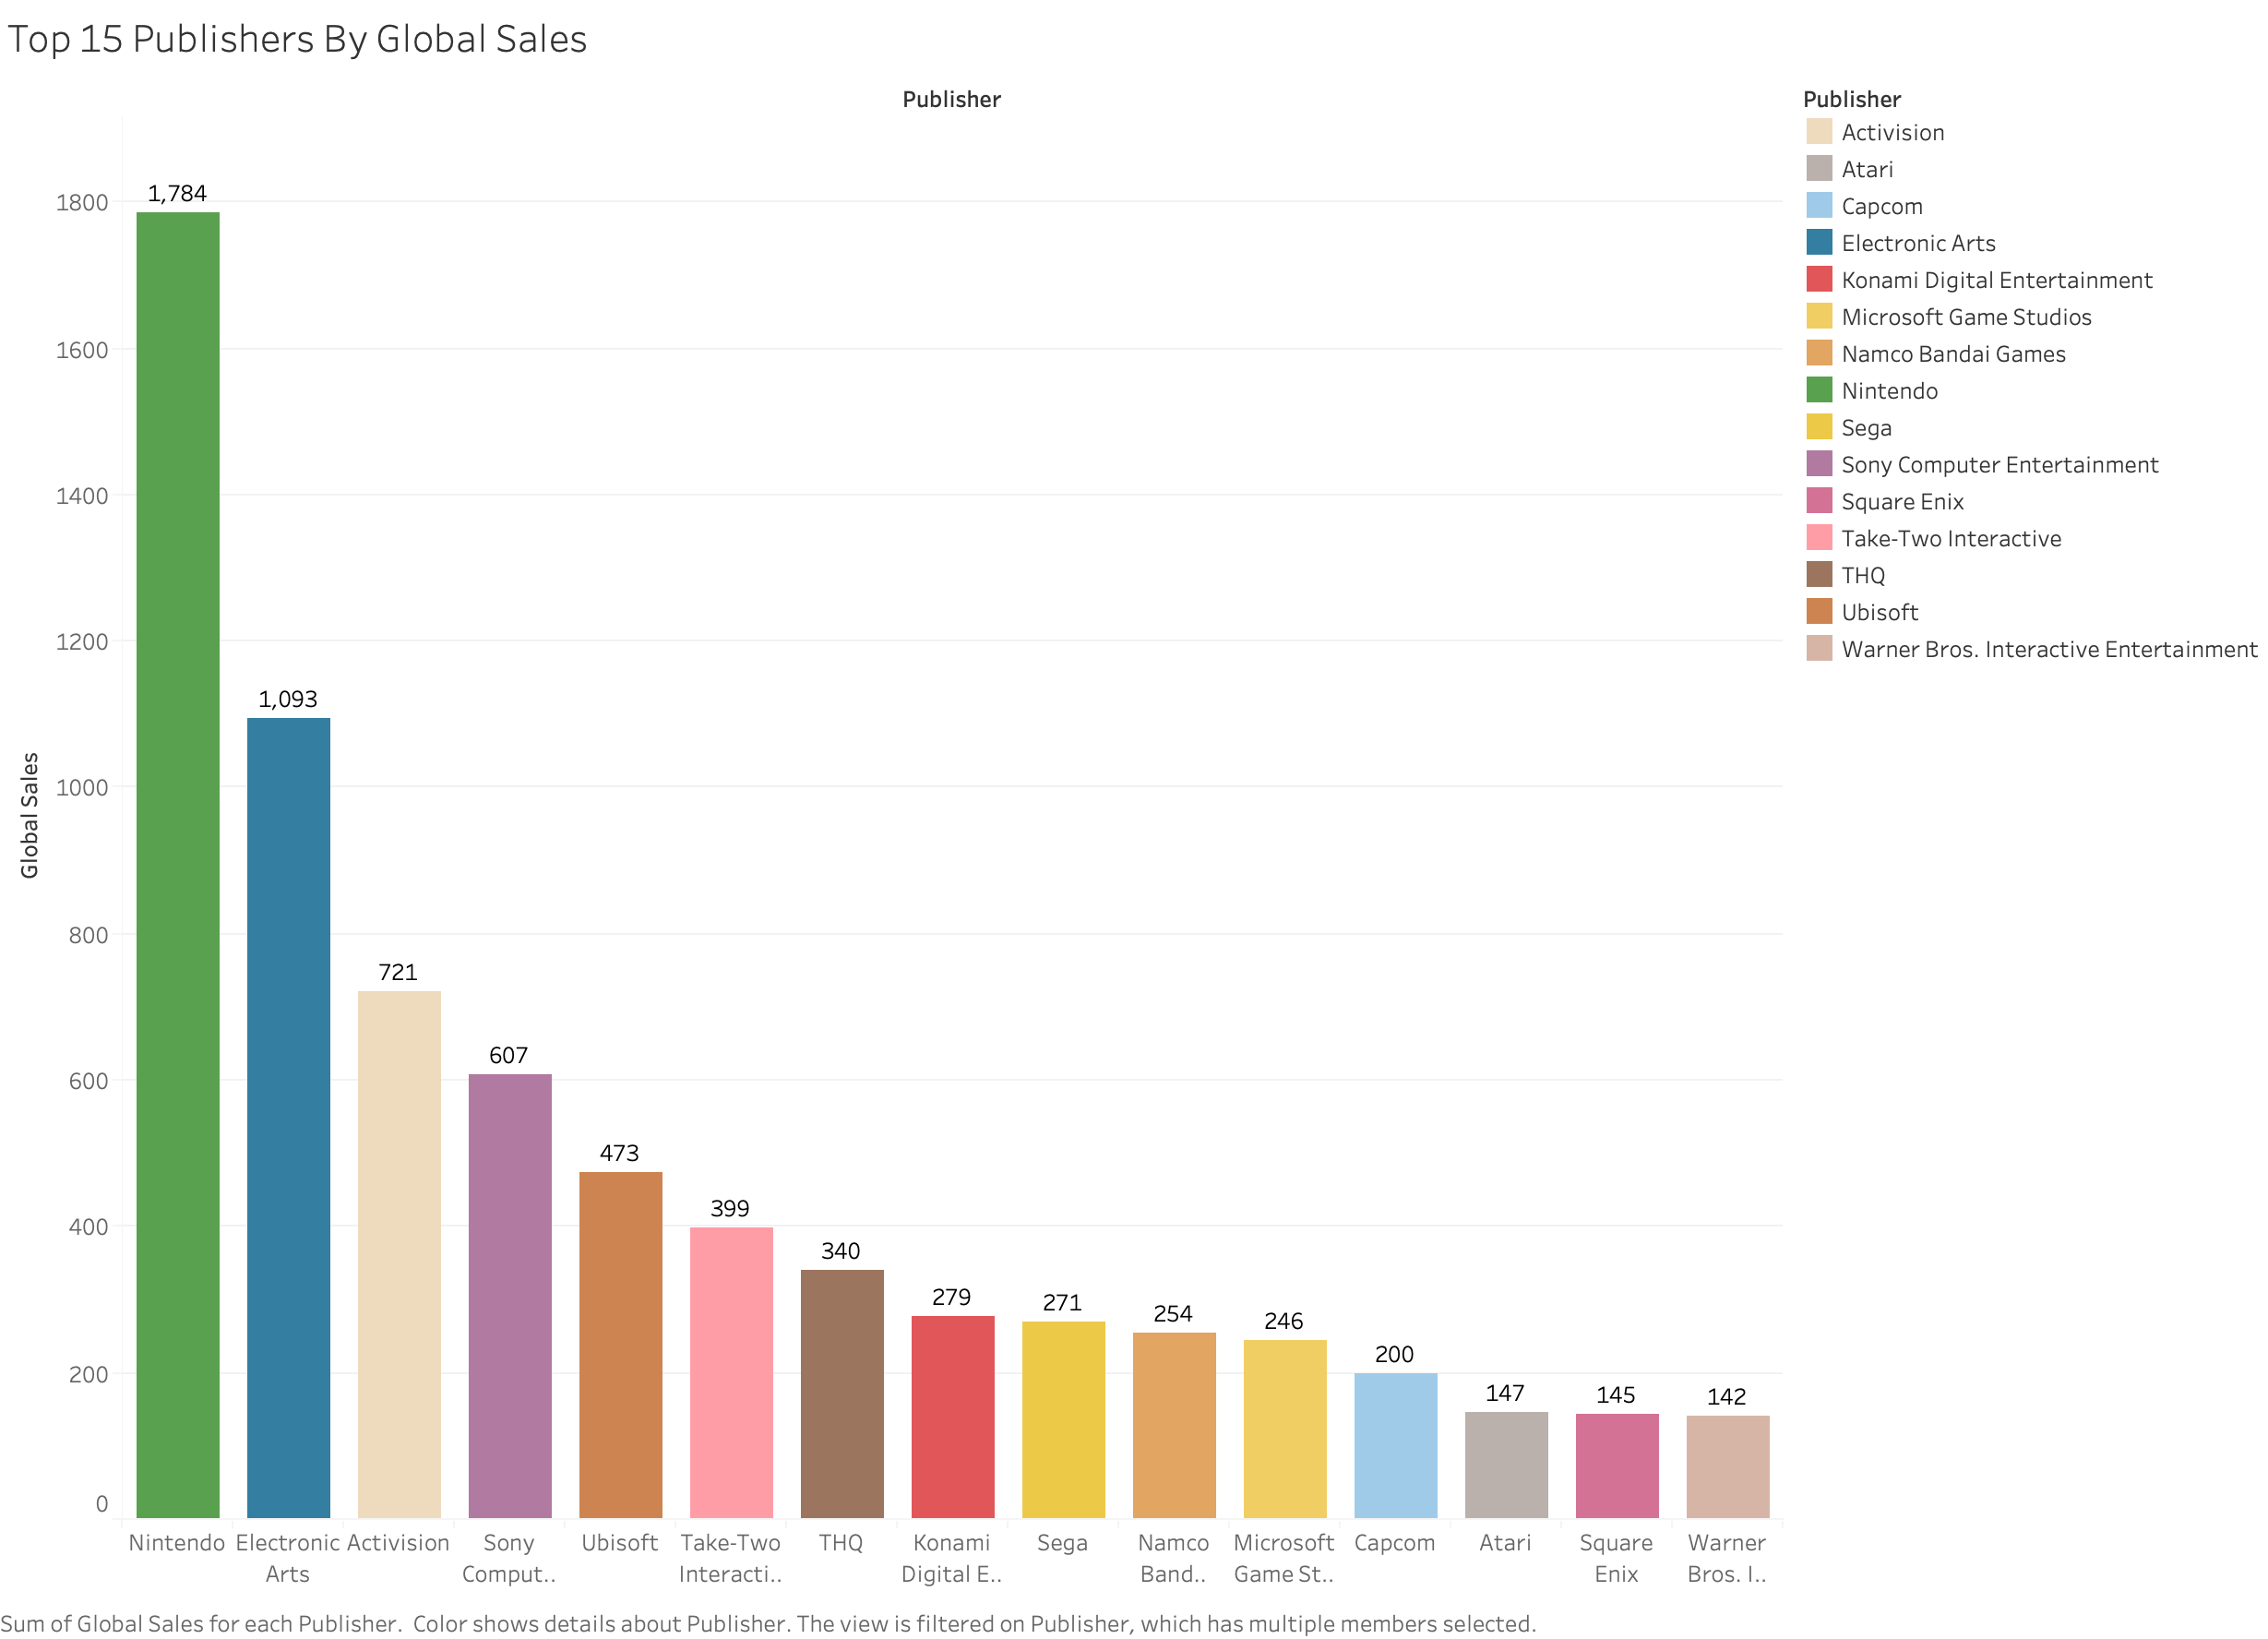 Top 15 Publishers By Global Sales
Publisher
Global Sales
1800
1600
1400
1200
1000
800
600
400
200
0
1,784
1,093
721
607
473
399
340
279
271
254
246
200
147
145
142
Nintendo
Electronic
Arts
Activision
Sony
Comput..
Ubisoft
Take-Two
Interacti..
THQ
Konami
Digital E..
Sega
Namco
Band..
Microsoft
Game St..
Capcom
Atari
Square
Enix
Warner
Bros. I..
Publisher
Activision
Atari
Capcom
Electronic Arts
Konami Digital Entertainment
Microsoft Game Studios
Namco Bandai Games
Nintendo
Sega
Sony Computer Entertainment
Square Enix
Take-Two Interactive
THQ
Ubisoft
Warner Bros. Interactive Entertainment
Sum of Global Sales for each Publisher.  Color shows details about Publisher. The view is filtered on Publisher, which has multiple members selected.